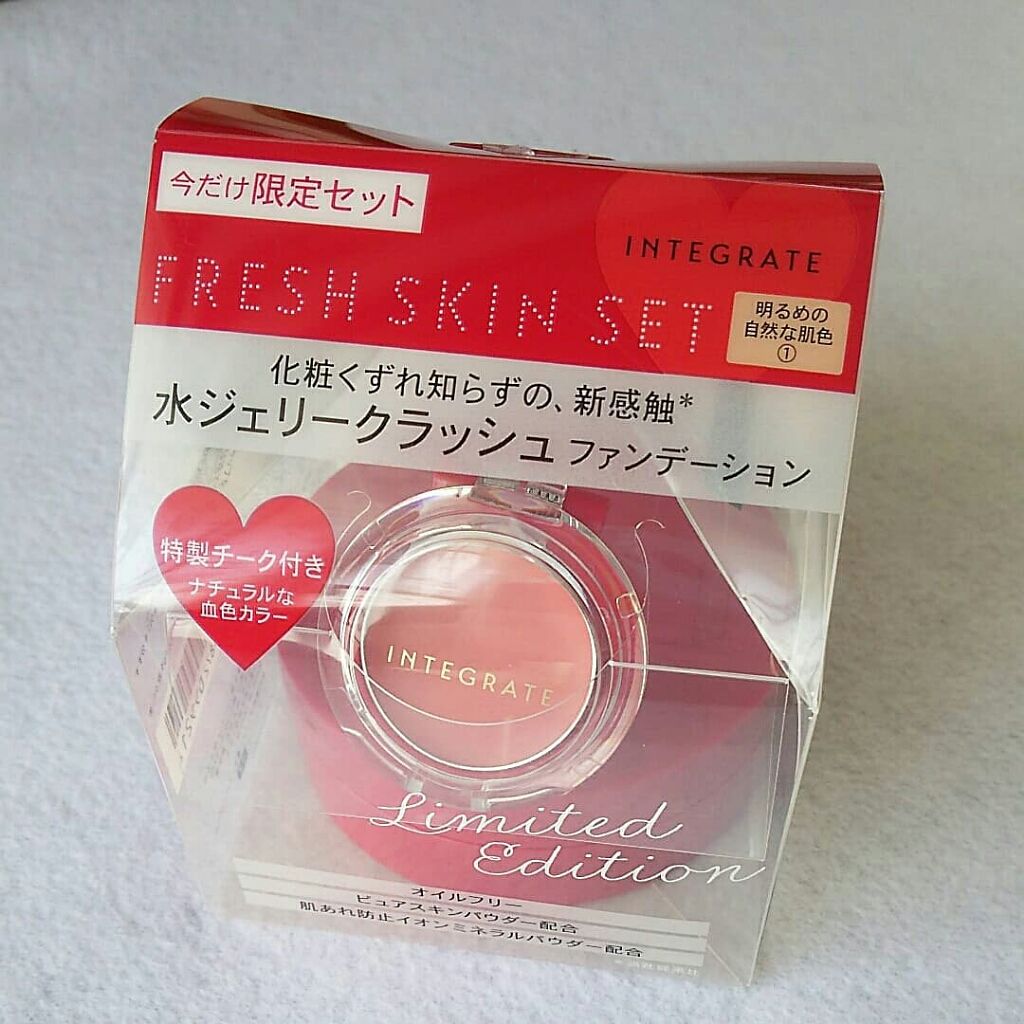 今だけ限定セット
INTEGRATE
FRESH SKIN SET
明るめの
自然な肌色
①
化粧くずれ知らずの、新感触*
水ジェリークラッシュ ファンデーション
特製チーク付き
ナチュラルな
血色カラー
INTEGRATE
Limited
Edition
オイルフリー
ピュアスキンパウダー配合
肌あれ防止イオンミネラルパウダー配合